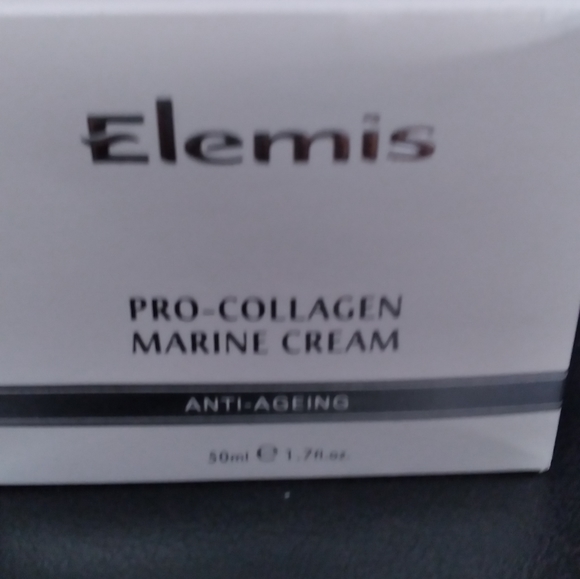 Elemis
PRO-COLLAGEN
MARINE CREAM
ANTI-AGEING
50ml ℮ 1.7fl.oz.